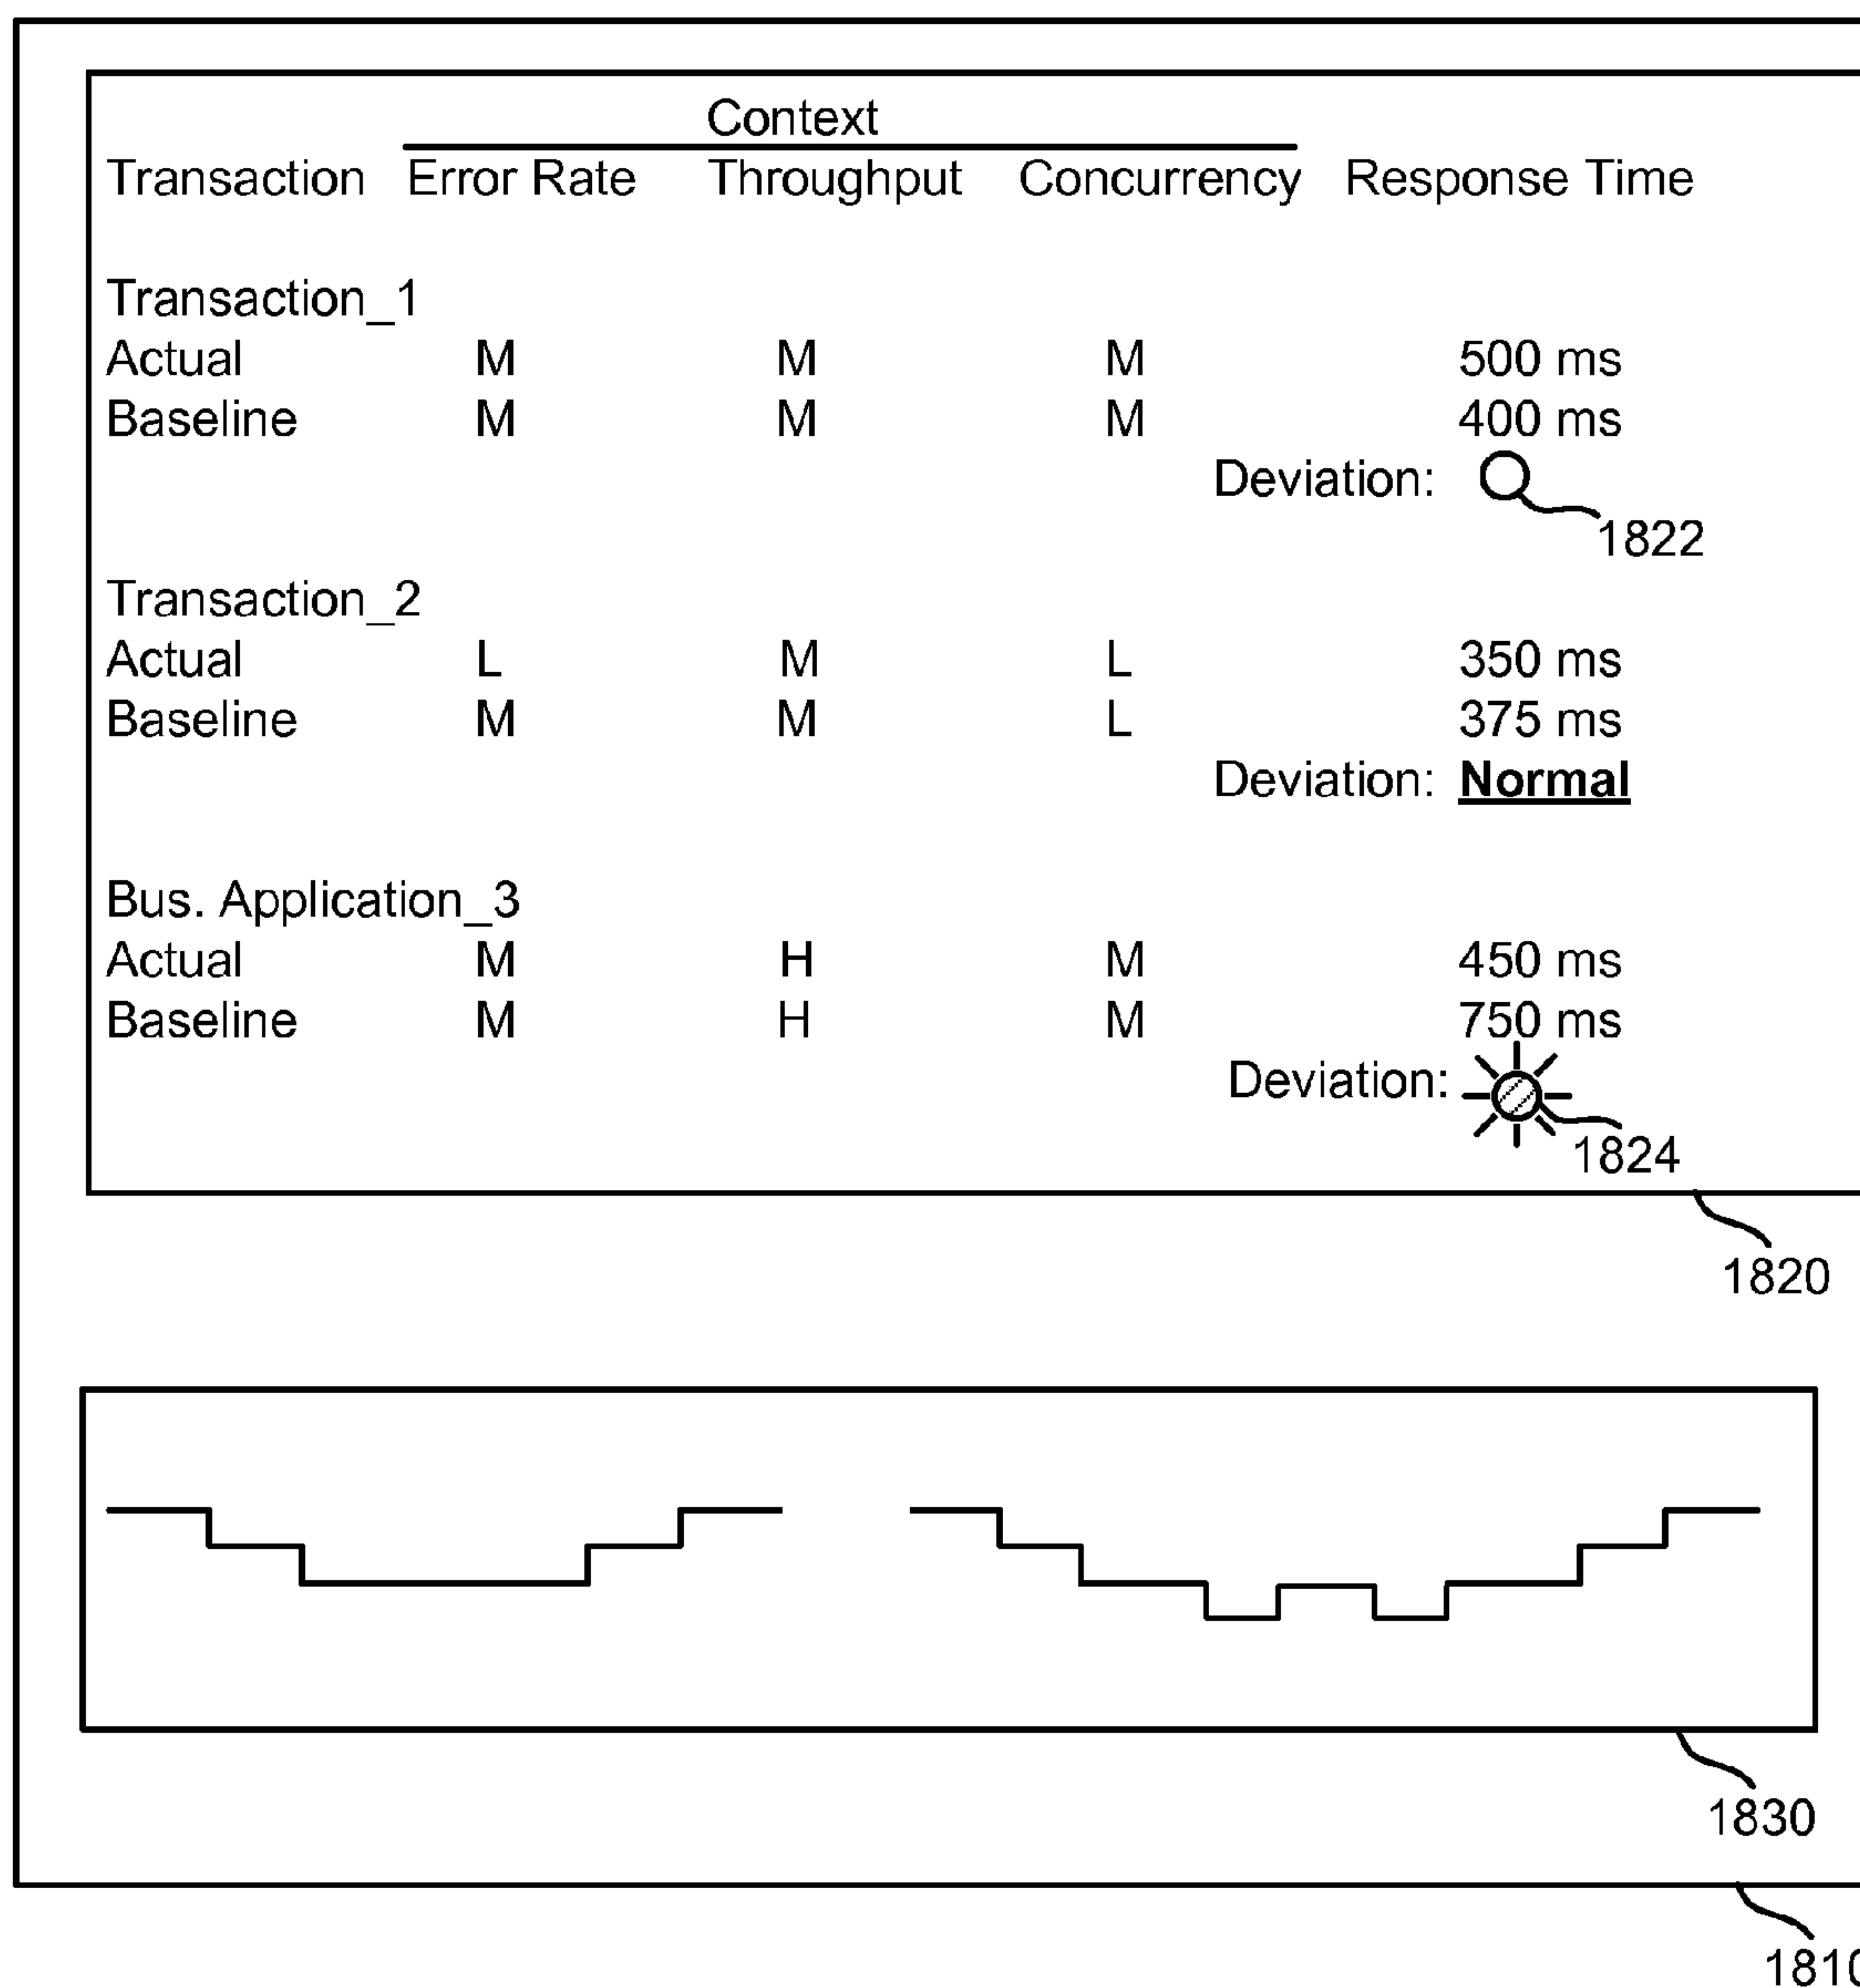 Context
Transaction Error Rate Throughput Concurrency Response Time
Transaction_1
Actual M M M 500 ms
Baseline M M M 400 ms
Deviation:
1822
Transaction_2
Actual L M L 350 ms
Baseline M M L 375 ms
Deviation: Normal
Bus. Application_3
Actual M H M 450 ms
Baseline M H M 750 ms
Deviation:
1824
1820
1830
1810